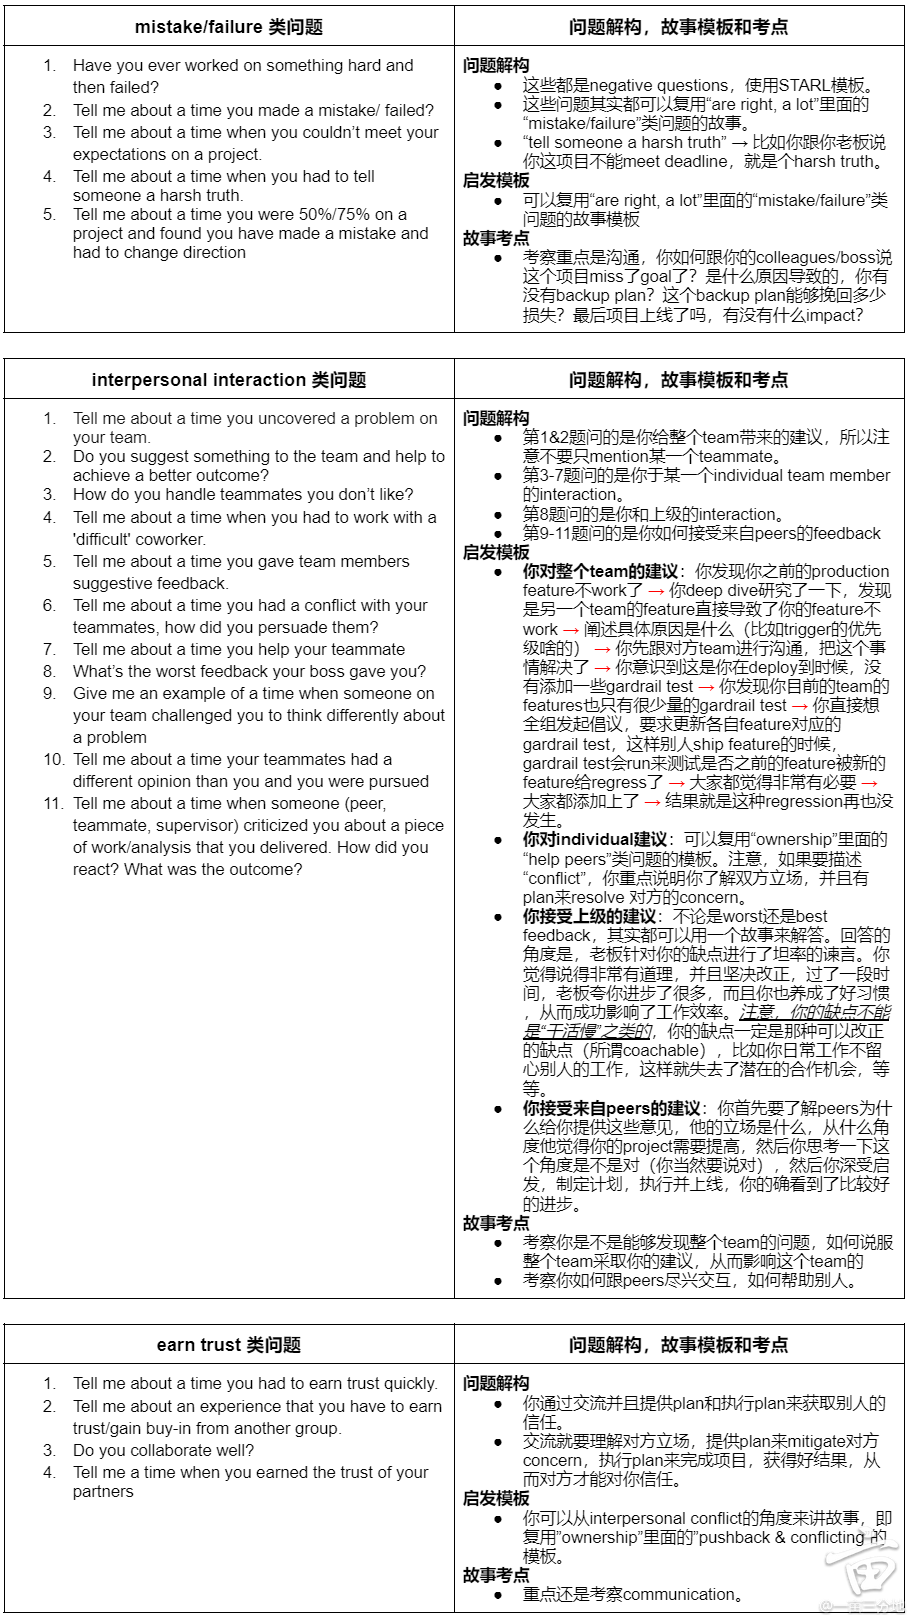 mistake/failure 类问题
问题解构，故事模板和考点
1. Have you ever worked on something hard and
then failed?
2. Tell me about a time you made a mistake/ failed?
3. Tell me about a time when you couldn't meet your
expectations on a project.
4. Tell me about a time when you had to tell
someone a harsh truth.
5. Tell me about a time you were 50%/75% on a
project and found you have made a mistake and
had to change direction
问题解构
● 这些都是negative questions，使用STARL模板。
● 这些问题其实都可以复用“are right, a lot”里面的
“mistake/failure”类问题的故事。
● “tell someone a harsh truth” → 比如你跟你老板说
你这项目不能meet deadline，就是个harsh truth。
启发模板
● 可以复用“are right, a lot”里面的“mistake/failure”类
问题的故事模板
故事考点
● 考察重点是沟通，你如何跟你的colleagues/boss说
这个项目miss了goal了？是什么原因导致的，你有
没有backup plan？这个backup plan能够挽回多少
损失？最后项目上线了吗，有没有什么impact？
interpersonal interaction 类问题
问题解构，故事模板和考点
1. Tell me about a time you uncovered a problem on
your team.
2. Do you suggest something to the team and help to
achieve a better outcome?
3. How do you handle teammates you don't like?
4. Tell me about a time when you had to work with a
'difficult' coworker.
5. Tell me about a time you gave team members
suggestive feedback.
6. Tell me about a time you had a conflict with your
teammates, how did you persuade them?
7. Tell me about a time you help your teammate
8. What's the worst feedback your boss gave you?
9. Give me an example of a time when someone on
your team challenged you to think differently about
a problem
10. Tell me about a time your teammates had a
different opinion than you and you were pursued
11. Tell me about a time when someone (peer,
teammate, supervisor) criticized you about a piece
of work/analysis that you delivered. How did you
react? What was the outcome?
问题解构
● 第1&2题问的是你给整个team带来的建议，所以注
意不要只mention某一个teammate。
● 第3-7题问的是你于某一个individual team member
的interaction。
● 第8题问的是你和上级的interaction。
● 第9-11题问的是你如何接受来自peers的feedback
启发模板
● 你对整个team的建议：你发现你之前的production
feature不work了 → 你deep dive研究了一下，发现
是另一个team的feature直接导致了你的feature不
work → 阐述具体原因是什么（比如trigger的优先
级啥的） → 你先跟对方team进行沟通，把这个事
情解决了 → 你意识到这是你在deploy到时候，没
有添加一些gardrail test → 你发现你目前的team的
features也只有很少量的gardrail test → 你直接想
全组发起倡议，要求更新各自feature对应的
gardrail test，这样别人ship feature的时候，
gardrail test会run来测试是否之前的feature被新的
feature给regress了 → 大家都觉得非常有必要 →
大家都添加上了 → 结果就是这种regression再也没
发生。
● 你对individual建议：可以复用“ownership”里面的
“help peers”类问题的模板。注意，如果要描述
“conflict”，你重点说明你了解双方立场，并且有
plan来resolve 对方的concern。
● 你接受上级的建议：不论是worst还是best
feedback，其实都可以用一个故事来解答。回答的
角度是，老板针对你的缺点进行了坦率的谏言。你
觉得说得非常有道理，并且坚决改正，过了一段时
间，老板夸你进步了很多，而且你也养成了好习惯
，从而成功影响了工作效率。注意，你的缺点不能
是“干活慢”之类的，你的缺点一定是那种可以改正
的缺点（所谓coachable），比如你日常工作不留
心别人的工作，这样就失去了潜在的合作机会，等
等。
● 你接受来自peers的建议：你首先要了解peers为什
么给你提供这些意见，他的立场是什么，从什么角
度他觉得你的project需要提高，然后你思考一下这
个角度是不是对（你当然要说对），然后你深受启
发，制定计划，执行并上线，你的确看到了比较好
的进步。
故事考点
● 考察你是不是能够发现整个team的问题，如何说服
整个team采取你的建议，从而影响这个team的
● 考察你如何跟peers尽兴交互，如何帮助别人。
earn trust 类问题
问题解构，故事模板和考点
1. Tell me about a time you had to earn trust quickly.
2. Tell me about an experience that you have to earn
trust/gain buy-in from another group.
3. Do you collaborate well?
4. Tell me a time when you earned the trust of your
partners
问题解构
● 你通过交流并且提供plan和执行plan来获取别人的
信任。
● 交流就要理解对方立场，提供plan来mitigate对方
concern，执行plan来完成项目，获得好结果，从
而对方才能对你信任。
启发模板
● 你可以从interpersonal conflict的角度来讲故事，即
复用”ownership”里面的”pushback & conflicting 的
模板。
故事考点
● 重点还是考察communication。
@一亩三分地